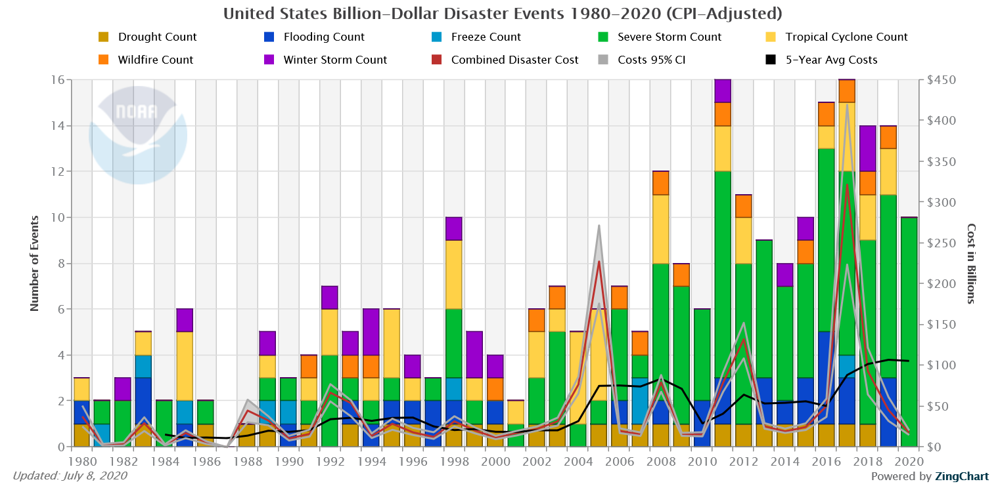 United States Billion-Dollar Disaster Events 1980-2020 (CPI-Adjusted)
Drought Count Flooding Count Freeze Count Severe Storm Count Tropical Cyclone Count
Wildfire Count Winter Storm Count Combined Disaster Cost Costs 95% CI 5-Year Avg Costs
NOAA
Number of Events
16
14
12
10
8
6
4
2
0
$450
$400
$350
$300
$250
$200
$150
$100
$50
$0
Cost in Billions
1980 1982 1984 1986 1988 1990 1992 1994 1996 1998 2000 2002 2004 2006 2008 2010 2012 2014 2016 2018 2020
Updated: July 8, 2020
Powered by ZingChart